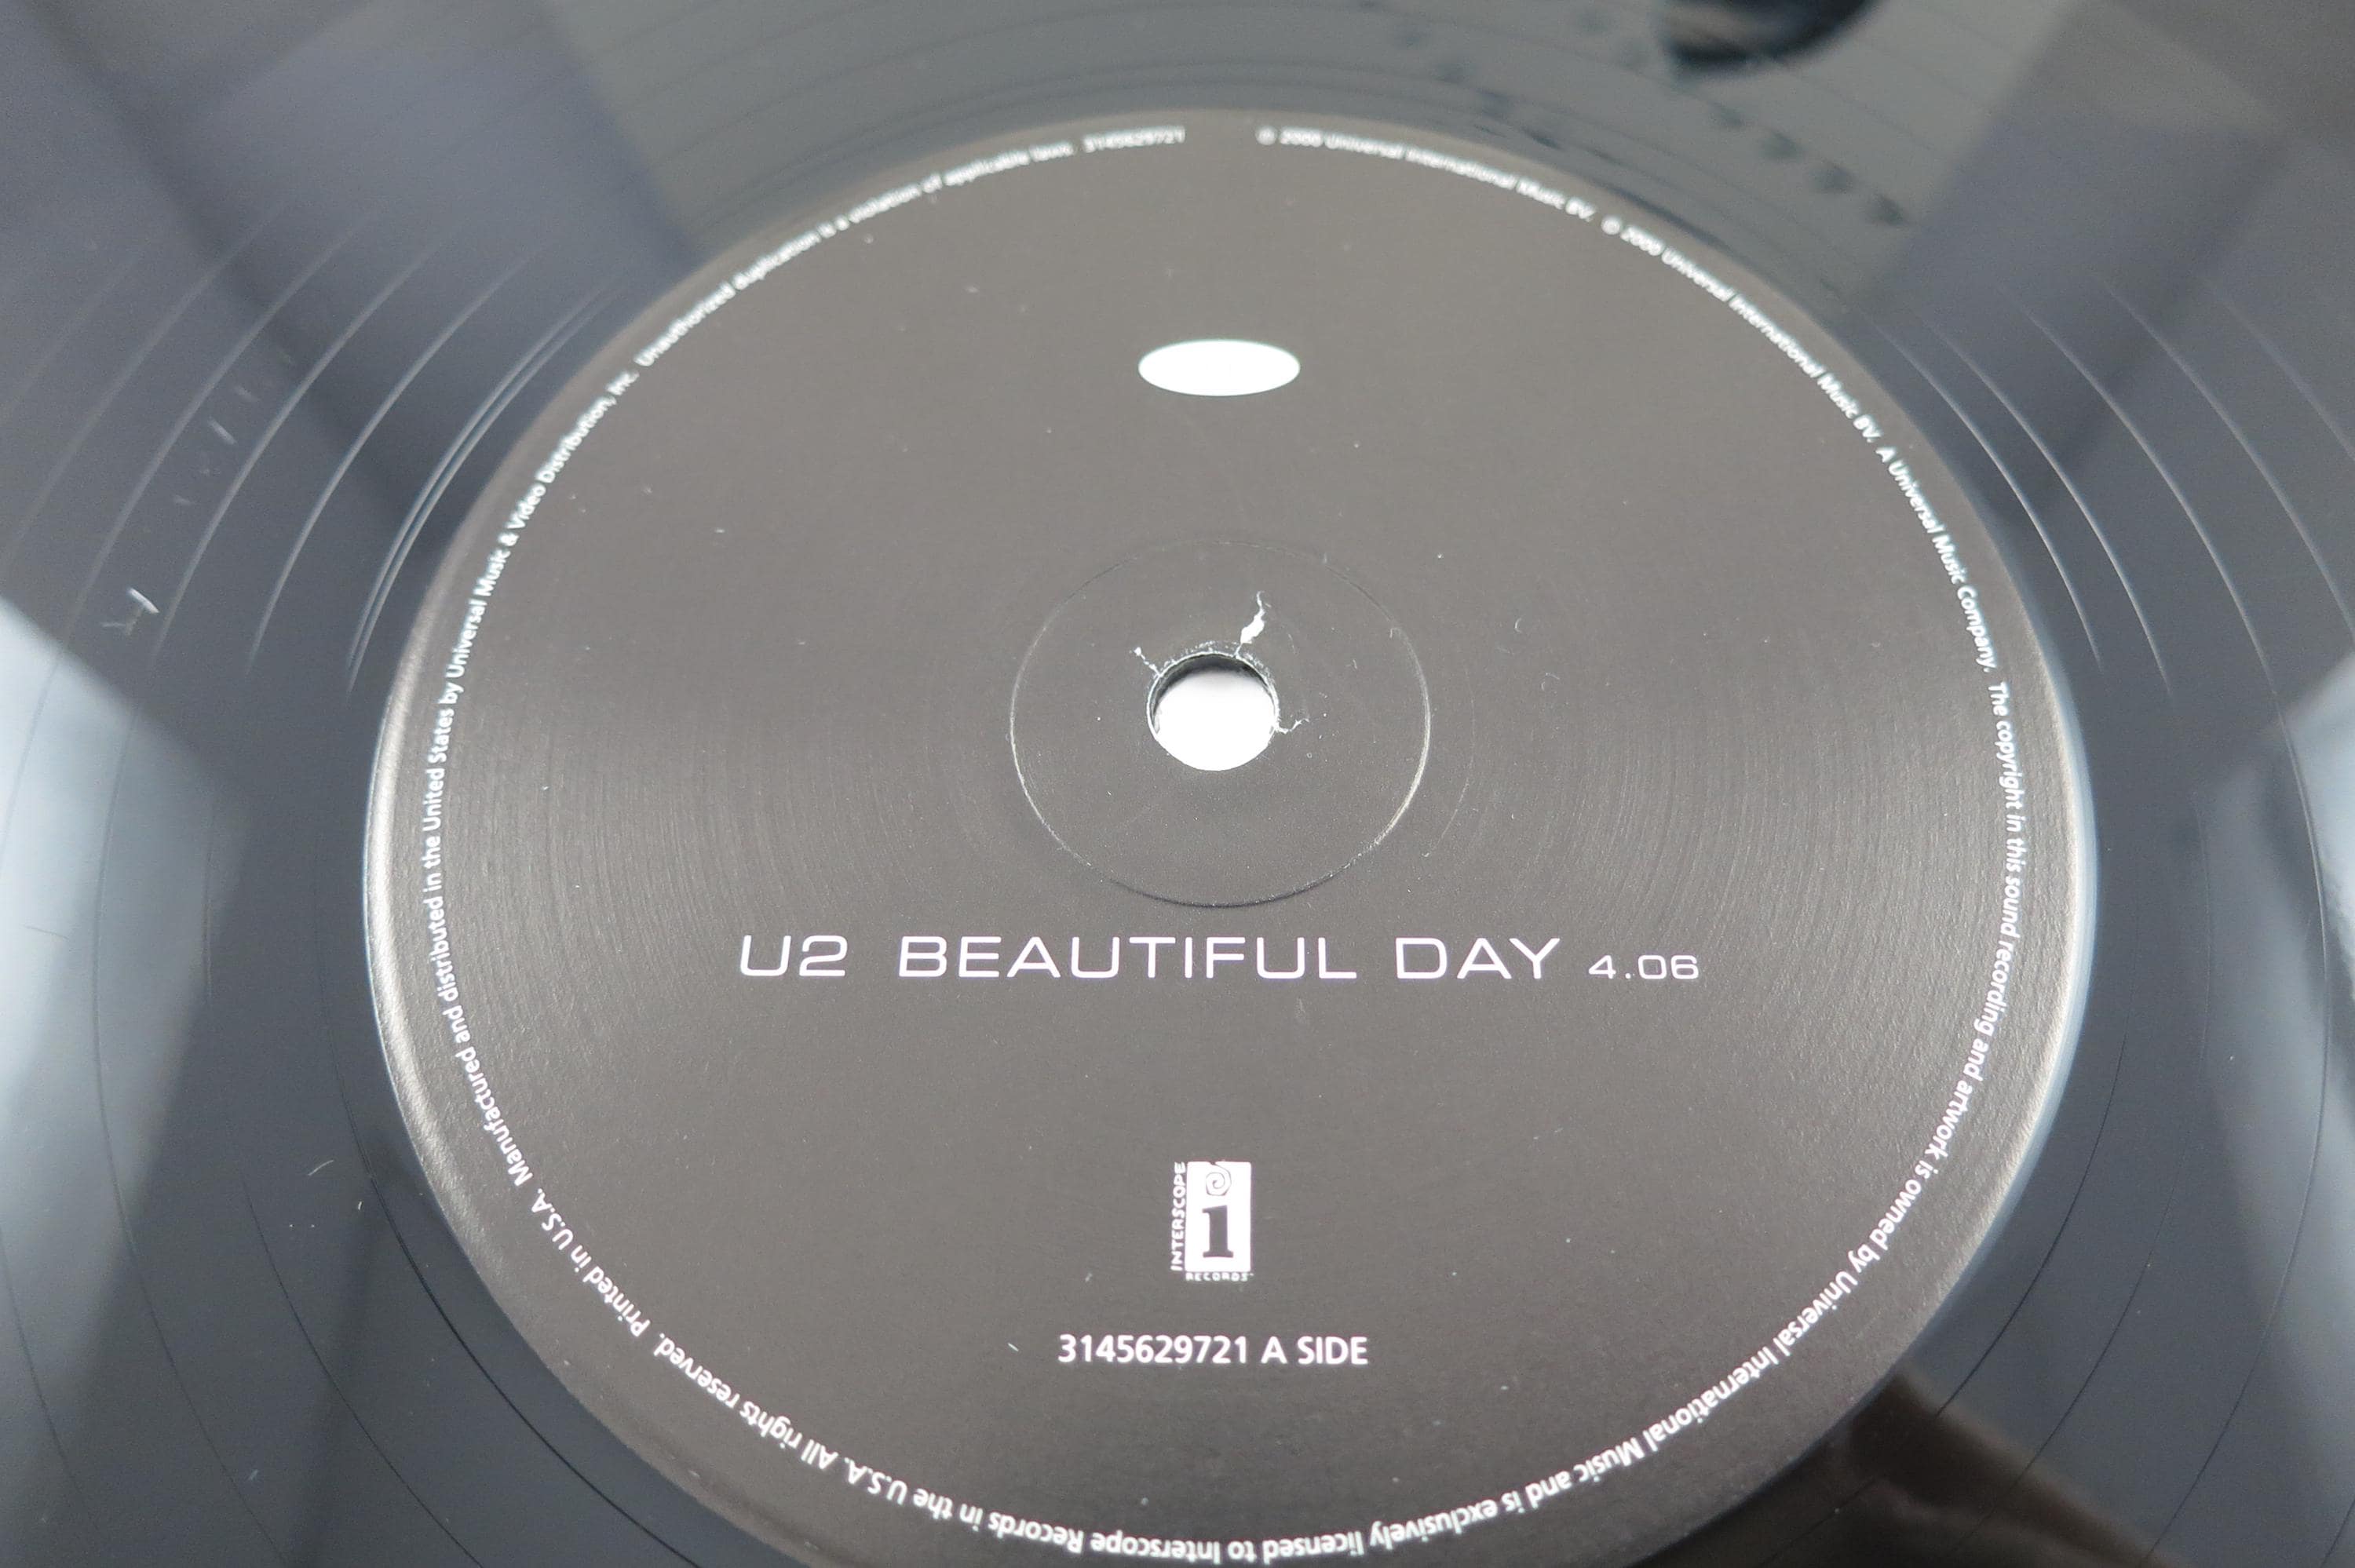 ℗ 2000 Universal International Music BV. © 2000 Universal International Music BV. A Universal Music Company. The copyright in this sound recording and artwork is owned by Universal International Music and is exclusively licensed to Interscope Records in the U.S.A. All rights reserved. Printed in U.S.A. Manufactured and distributed in the United States by Universal Music & Video Distribution, Inc. Unauthorized duplication is a violation of applicable laws. 3145629721
U2 BEAUTIFUL DAY 4.06
INTERSCOPE
i
RECORDS
3145629721 A SIDE